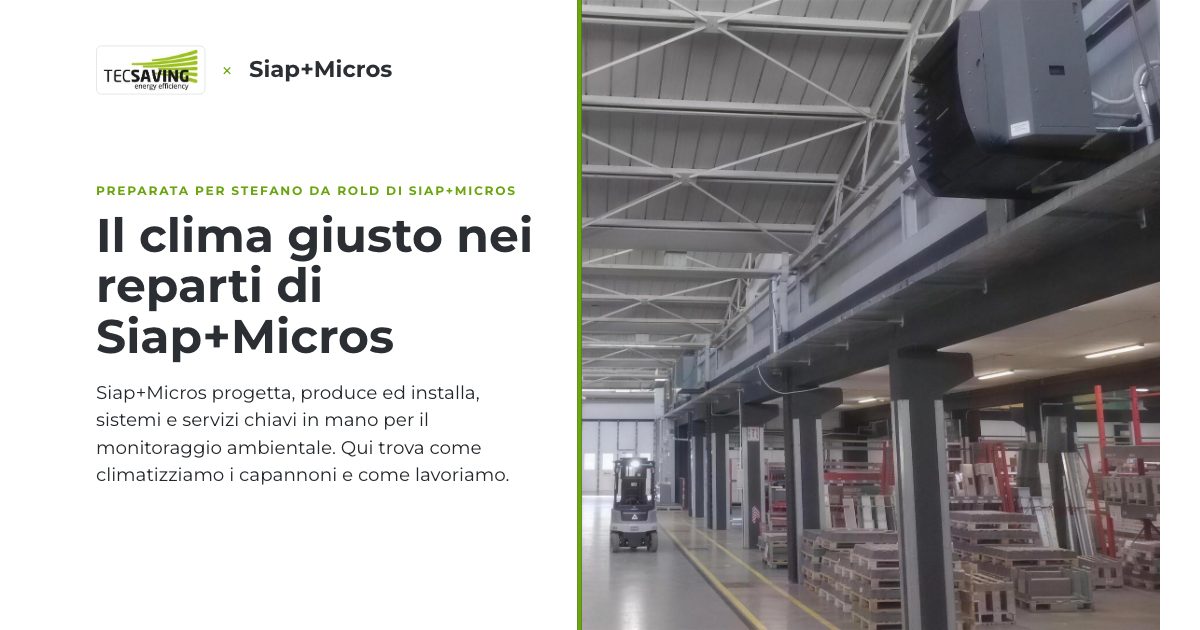 TECSAVING
energy efficiency
× Siap+Micros
PREPARATA PER STEFANO DA ROLD DI SIAP+MICROS
Il clima giusto nei
reparti di
Siap+Micros
Siap+Micros progetta, produce ed installa,
sistemi e servizi chiavi in mano per il
monitoraggio ambientale. Qui trova come
climatizziamo i capannoni e come lavoriamo.